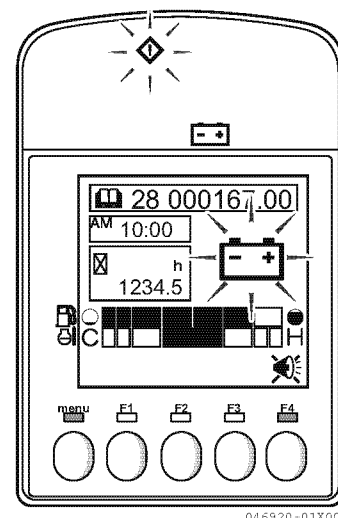 28 000167.00
AM 10:00
h
1234.5
C H
menu F1 F2 F3 F4
046920-01X00